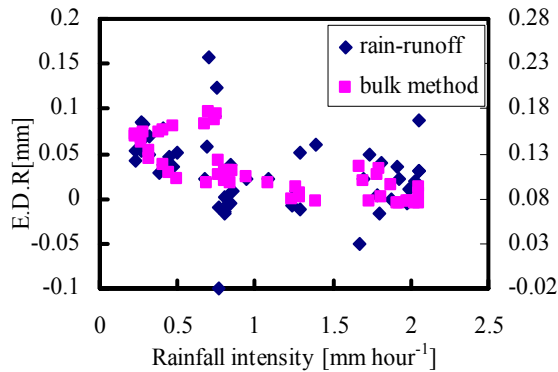 0.2
0.15
0.1
0.05
0
-0.05
-0.1
E.D.R[mm]
0.28
0.23
0.18
0.13
0.08
0.03
-0.02
rain-runoff
bulk method
0 0.5 1 1.5 2 2.5
Rainfall intensity [mm hour⁻¹]